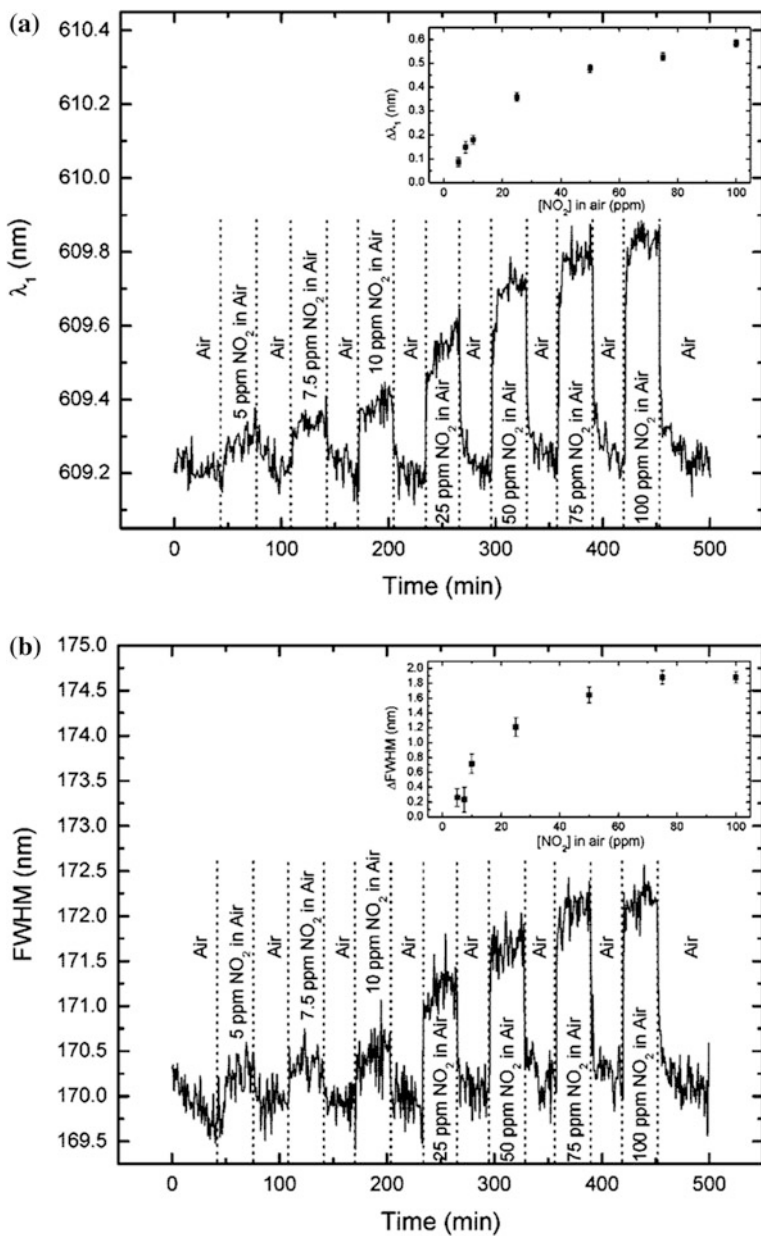 (a)
610.4
610.2
610.0
609.8
609.6
609.4
609.2
λ₁ (nm)
0 100 200 300 400 500
Time (min)
Air
5 ppm NO₂ in Air
Air
7.5 ppm NO₂ in Air
Air
10 ppm NO₂ in Air
Air
25 ppm NO₂ in Air
Air
50 ppm NO₂ in Air
Air
75 ppm NO₂ in Air
Air
100 ppm NO₂ in Air
Air
0.6
0.5
0.4
0.3
0.2
0.1
0.0
Δλ₁ (nm)
0 20 40 60 80 100
[NO₂] in air (ppm)
(b)
175.0
174.5
174.0
173.5
173.0
172.5
172.0
171.5
171.0
170.5
170.0
169.5
FWHM (nm)
0 100 200 300 400 500
Time (min)
Air
5 ppm NO₂ in Air
Air
7.5 ppm NO₂ in Air
Air
10 ppm NO₂ in Air
Air
25 ppm NO₂ in Air
Air
50 ppm NO₂ in Air
Air
75 ppm NO₂ in Air
Air
100 ppm NO₂ in Air
Air
2.0
1.8
1.6
1.4
1.2
1.0
0.8
0.6
0.4
0.2
0.0
ΔFWHM (nm)
0 20 40 60 80 100
[NO₂] in air (ppm)